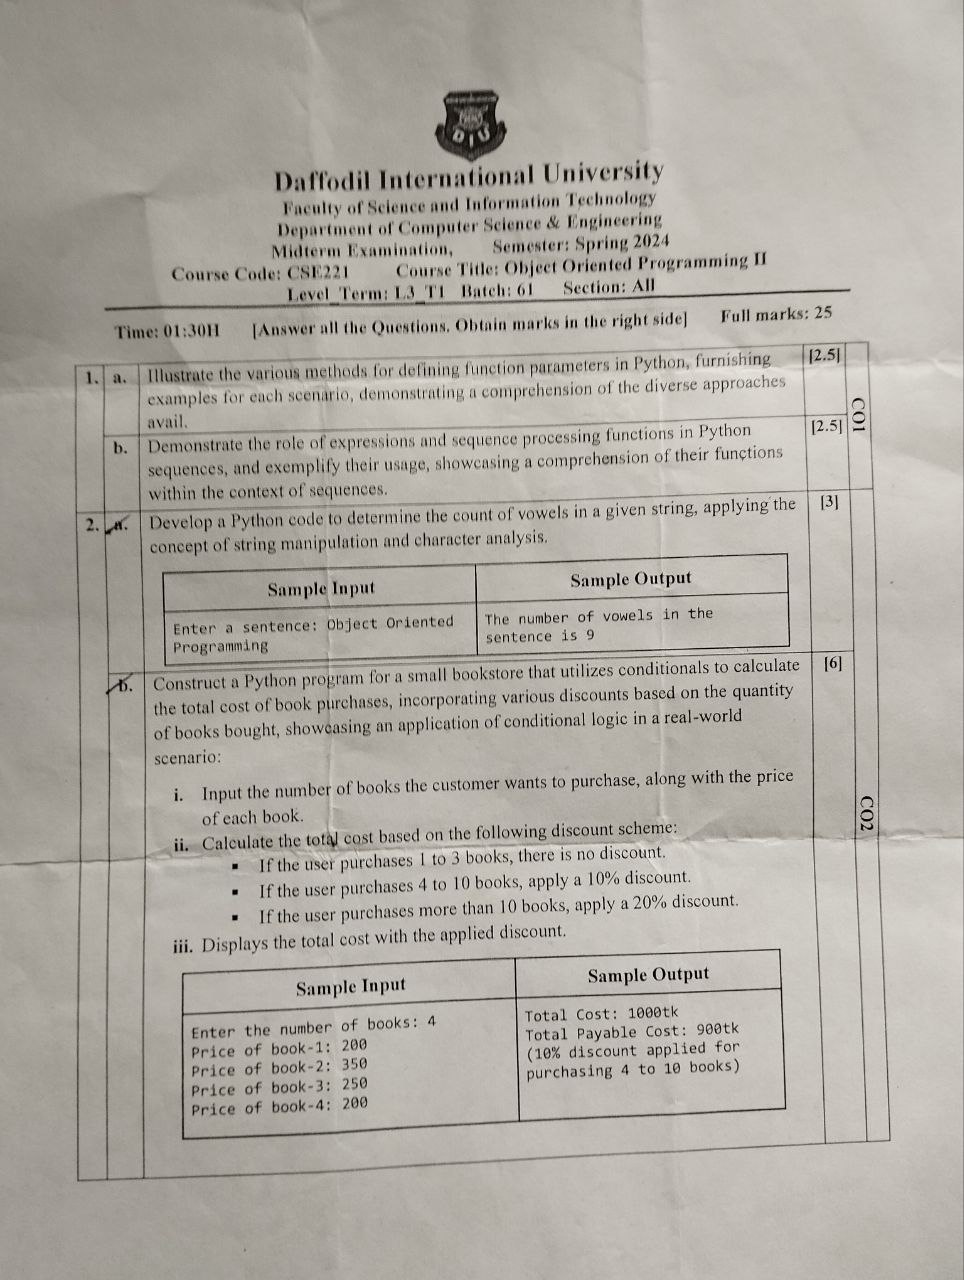 DIU
Daffodil International University
Faculty of Science and Information Technology
Department of Computer Science & Engineering
Midterm Examination, Semester: Spring 2024
Course Code: CSE221 Course Title: Object Oriented Programming II
Level_Term: L3_T1 Batch: 61 Section: All
Time: 01:30H [Answer all the Questions. Obtain marks in the right side] Full marks: 25
1. a. Illustrate the various methods for defining function parameters in Python, furnishing [2.5]
examples for each scenario, demonstrating a comprehension of the diverse approaches
avail.
CO1
b. Demonstrate the role of expressions and sequence processing functions in Python [2.5]
sequences, and exemplify their usage, showcasing a comprehension of their functions
within the context of sequences.
2. a. Develop a Python code to determine the count of vowels in a given string, applying the [3]
concept of string manipulation and character analysis.
Sample Input Sample Output
Enter a sentence: Object Oriented The number of vowels in the
Programming sentence is 9
b. Construct a Python program for a small bookstore that utilizes conditionals to calculate [6]
the total cost of book purchases, incorporating various discounts based on the quantity
of books bought, showcasing an application of conditional logic in a real-world
scenario:
i. Input the number of books the customer wants to purchase, along with the price
of each book.
CO2
ii. Calculate the total cost based on the following discount scheme:
▪ If the user purchases 1 to 3 books, there is no discount.
▪ If the user purchases 4 to 10 books, apply a 10% discount.
▪ If the user purchases more than 10 books, apply a 20% discount.
iii. Displays the total cost with the applied discount.
Sample Input Sample Output
Enter the number of books: 4 Total Cost: 1000tk
Price of book-1: 200 Total Payable Cost: 900tk
Price of book-2: 350 (10% discount applied for
Price of book-3: 250 purchasing 4 to 10 books)
Price of book-4: 200